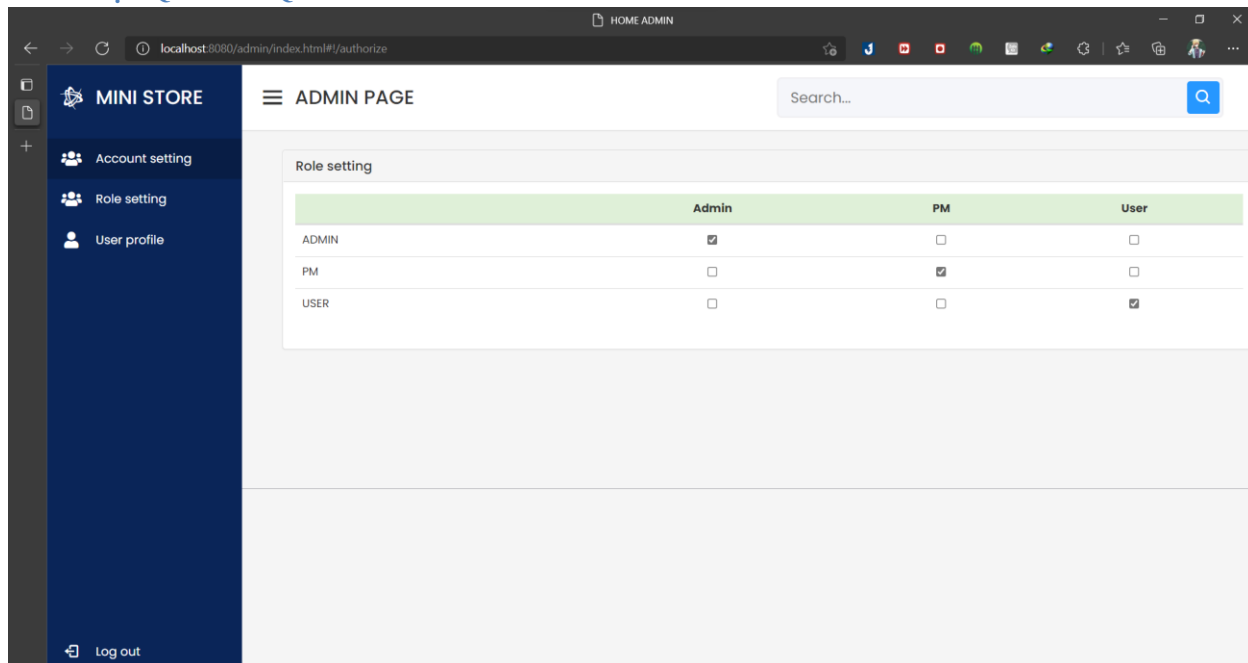 HOME ADMIN
localhost:8080/admin/index.html#!/authorize
MINI STORE
ADMIN PAGE
Search...
Account setting
Role setting
User profile
Log out
Role setting
Admin PM User
ADMIN
PM
USER